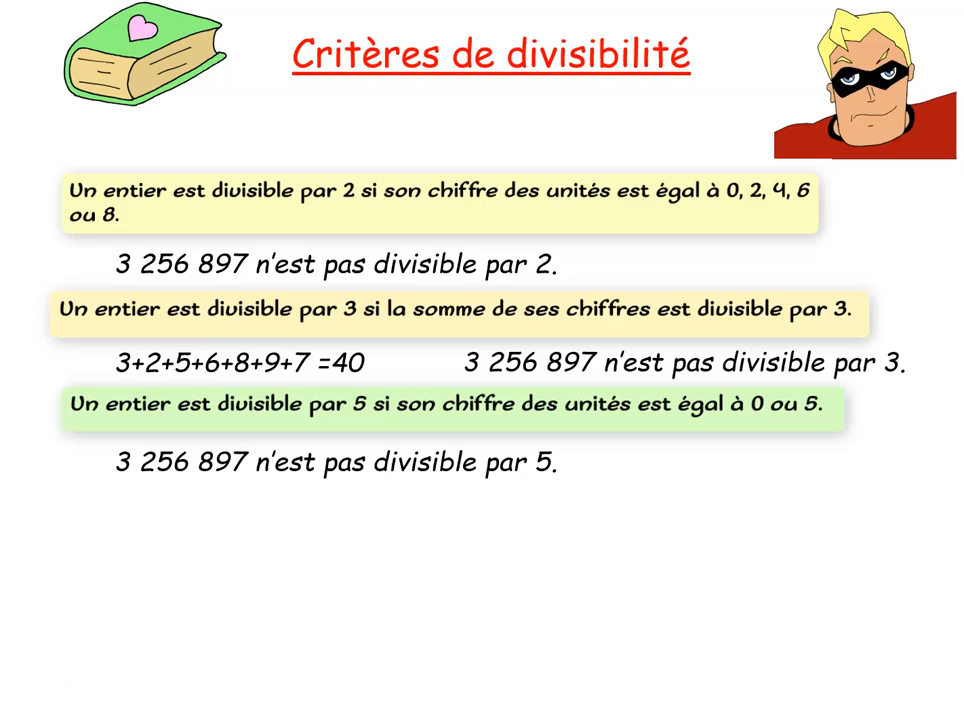 Critères de divisibilité
Un entier est divisible par 2 si son chiffre des unités est égal à 0, 2, 4, 6
ou 8.
3 256 897 n'est pas divisible par 2.
Un entier est divisible par 3 si la somme de ses chiffres est divisible par 3.
3+2+5+6+8+9+7 =40 3 256 897 n'est pas divisible par 3.
Un entier est divisible par 5 si son chiffre des unités est égal à 0 ou 5.
3 256 897 n'est pas divisible par 5.